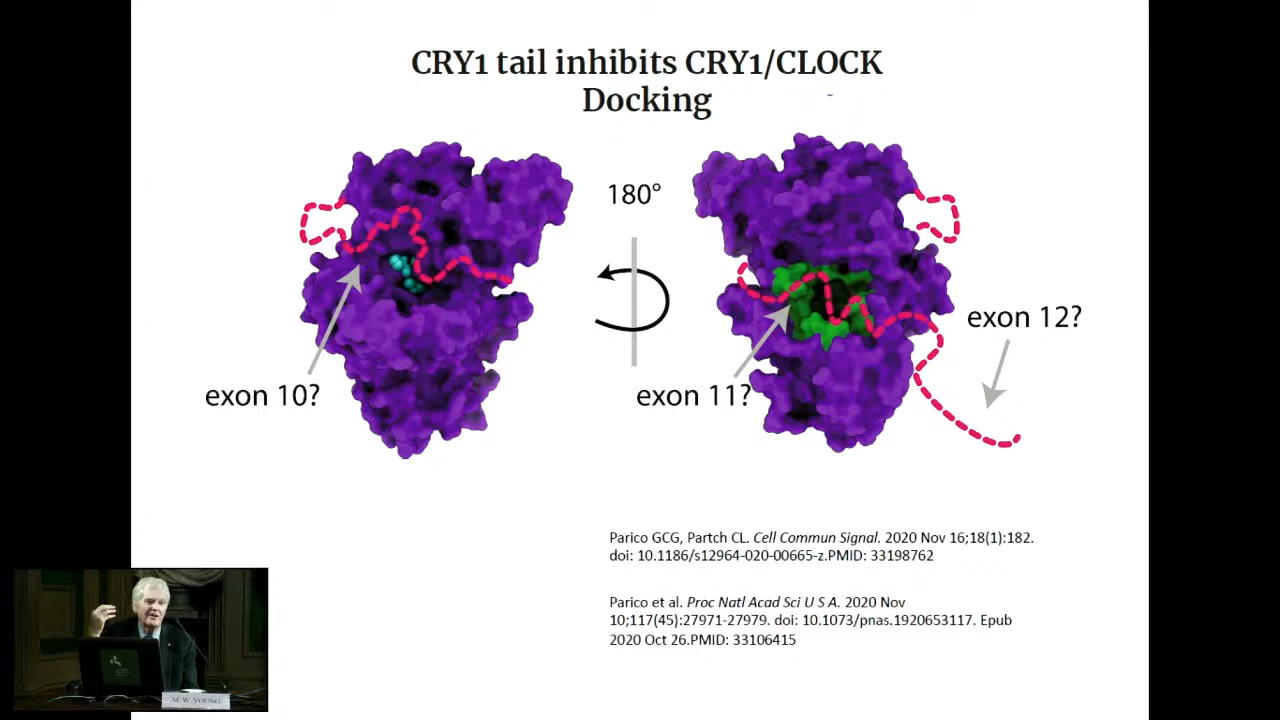 CRY1 tail inhibits CRY1/CLOCK
Docking
180°
exon 10?
exon 11?
exon 12?
Parico GCG, Partch CL. Cell Commun Signal. 2020 Nov 16;18(1):182.
doi: 10.1186/s12964-020-00665-z.PMID: 33198762
Parico et al. Proc Natl Acad Sci U S A. 2020 Nov
10;117(45):27971-27979. doi: 10.1073/pnas.1920653117. Epub
2020 Oct 26.PMID: 33106415
M. W. YOUNG